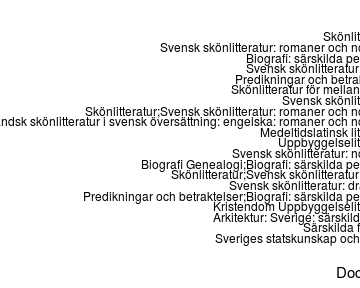 Skönlit
Svensk skönlitteratur: romaner och no
Biografi: särskilda pe
Svensk skönlitteratur
Predikningar och betra
Skönlitteratur för mellan
Svensk skönlit
Skönlitteratur;Svensk skönlitteratur: romaner och no
ndsk skönlitteratur i svensk översättning: engelska: romaner och no
Medeltidslatinsk lit
Uppbyggelselit
Svensk skönlitteratur: no
Biografi Genealogi;Biografi: särskilda pe
Skönlitteratur;Svensk skönlitteratur
Svensk skönlitteratur: dr
Predikningar och betraktelser;Biografi: särskilda pe
Kristendom Uppbyggelselit
Arkitektur: Sverige: särskild
Särskilda f
Sveriges statskunskap och
Doc